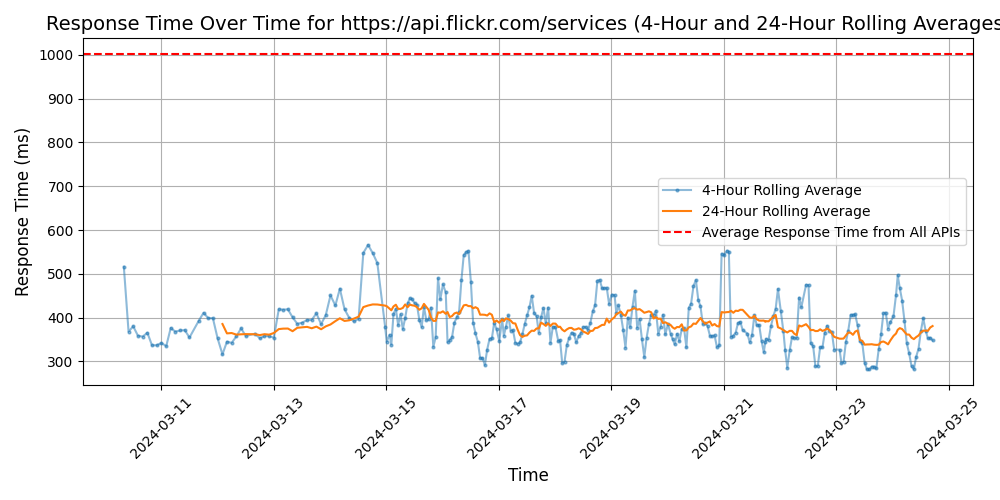 Response Time Over Time for https://api.flickr.com/services (4-Hour and 24-Hour Rolling Averages
Response Time (ms)
1000
900
800
700
600
500
400
300
4-Hour Rolling Average
24-Hour Rolling Average
Average Response Time from All APIs
2024-03-11
2024-03-13
2024-03-15
2024-03-17
2024-03-19
2024-03-21
2024-03-23
2024-03-25
Time